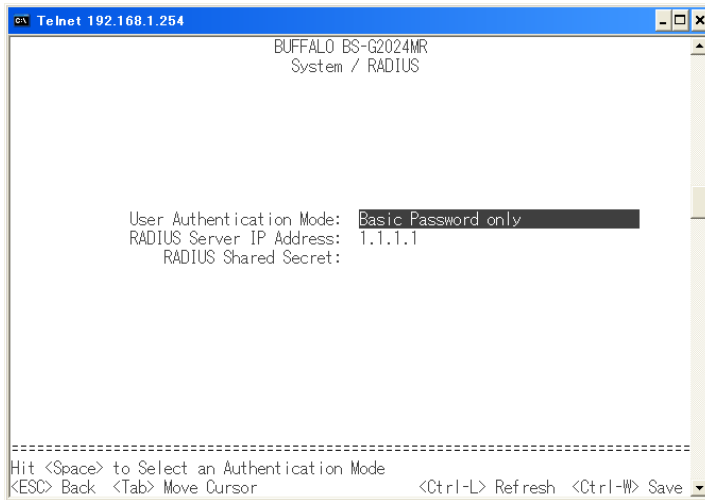 Telnet 192.168.1.254
BUFFALO BS-G2024MR
System / RADIUS
User Authentication Mode: Basic Password only
RADIUS Server IP Address: 1.1.1.1
RADIUS Shared Secret:
==========================================================================================
Hit <Space> to Select an Authentication Mode
<ESC> Back <Tab> Move Cursor <Ctrl-L> Refresh <Ctrl-W> Save